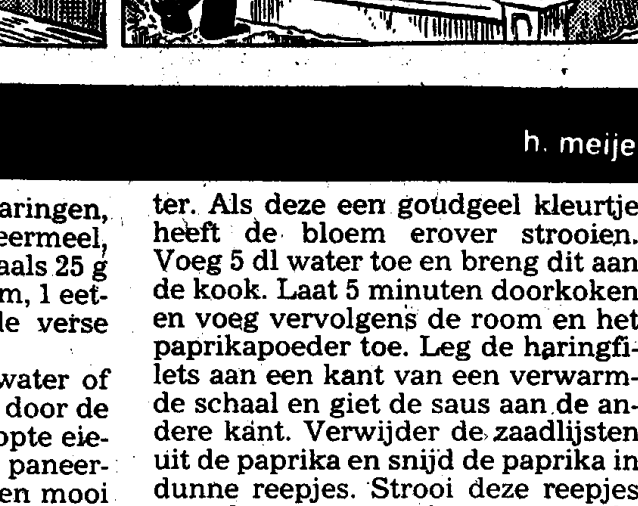 h. meije
aringen,
eermeel,
aals 25 g
m, 1 eet-
le verse
water of
door de
opte eie-
paneer-
en mooi
ter. Als deze een goudgeel kleurtje
heeft de bloem erover strooien.
Voeg 5 dl water toe en breng dit aan
de kook. Laat 5 minuten doorkoken
en voeg vervolgens de room en het
paprikapoeder toe. Leg de haringfi-
lets aan een kant van een verwarm-
de schaal en giet de saus aan de an-
dere kant. Verwijder de zaadlijsten
uit de paprika en snijd de paprika in
dunne reepjes. Strooi deze reepjes